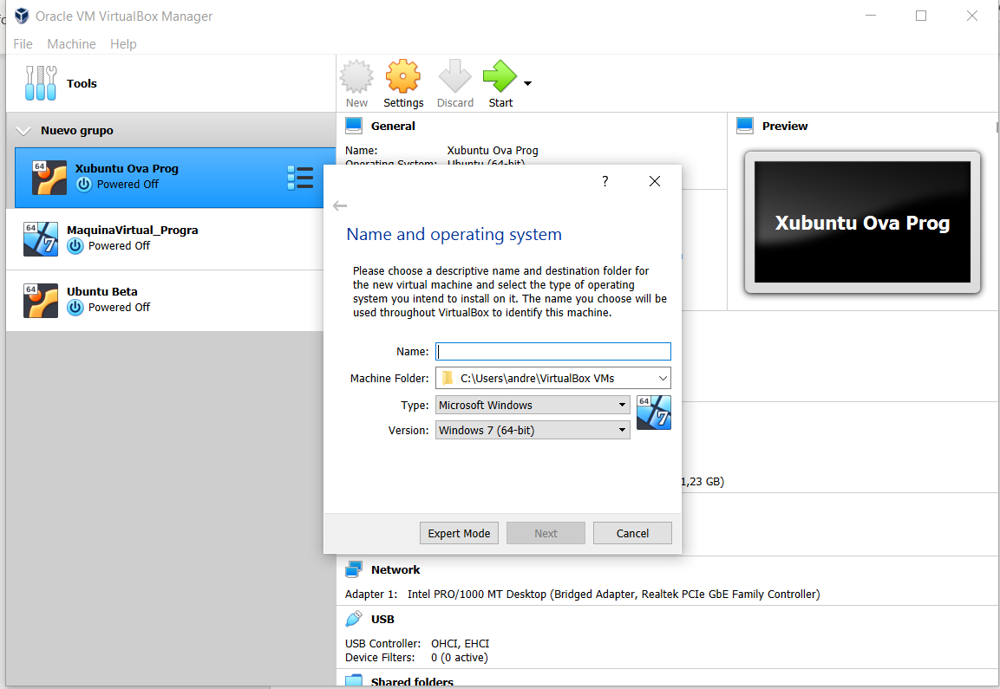 Oracle VM VirtualBox Manager
File Machine Help
Tools
New Settings Discard Start
Nuevo grupo
64
Xubuntu Ova Prog
Powered Off
64
7
MaquinaVirtual_Progra
Powered Off
64
Ubuntu Beta
Powered Off
General
Name: Xubuntu Ova Prog
Operating System: Ubuntu (64-bit)
Preview
Xubuntu Ova Prog
?
Name and operating system
Please choose a descriptive name and destination folder for
the new virtual machine and select the type of operating
system you intend to install on it. The name you choose will be
used throughout VirtualBox to identify this machine.
Name:
Machine Folder: C:\Users\andre\VirtualBox VMs
Type: Microsoft Windows
64
7
Version: Windows 7 (64-bit)
Expert Mode Next Cancel
1,23 GB)
Network
Adapter 1: Intel PRO/1000 MT Desktop (Bridged Adapter, Realtek PCIe GbE Family Controller)
USB
USB Controller: OHCI, EHCI
Device Filters: 0 (0 active)
Shared folders